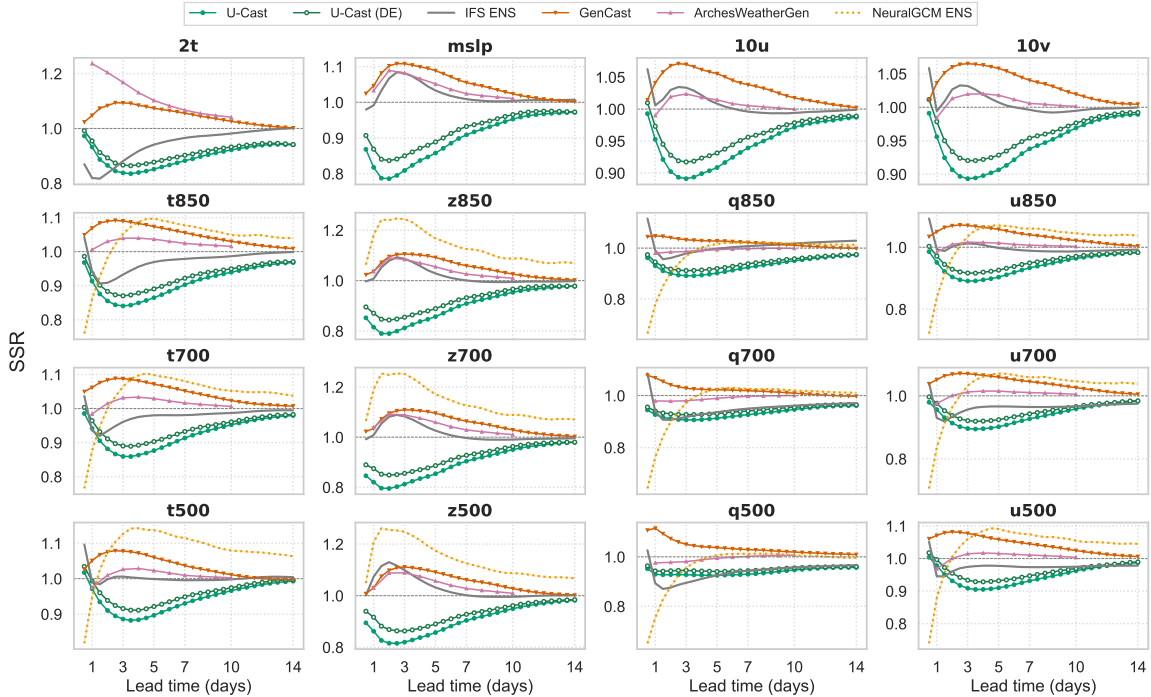 U-Cast U-Cast (DE) IFS ENS GenCast ArchesWeatherGen NeuralGCM ENS
2t mslp 10u 10v
1.2 1.0 0.8
1.1 1.0 0.9 0.8
1.05 1.00 0.95 0.90
1.05 1.00 0.95 0.90
t850 z850 q850 u850
1.1 1.0 0.9 0.8
1.2 1.0 0.8
1.0 0.8
1.0 0.8
SSR
t700 z700 q700 u700
1.1 1.0 0.9 0.8
1.2 1.0 0.8
1.0 0.8
1.1 1.0 0.9 0.8
t500 z500 q500 u500
1.1 1.0 0.9
1.2 1.0 0.8
1.0 0.8
1.1 1.0 0.9 0.8
1 3 5 7 10 14
1 3 5 7 10 14
1 3 5 7 10 14
1 3 5 7 10 14
Lead time (days) Lead time (days) Lead time (days) Lead time (days)